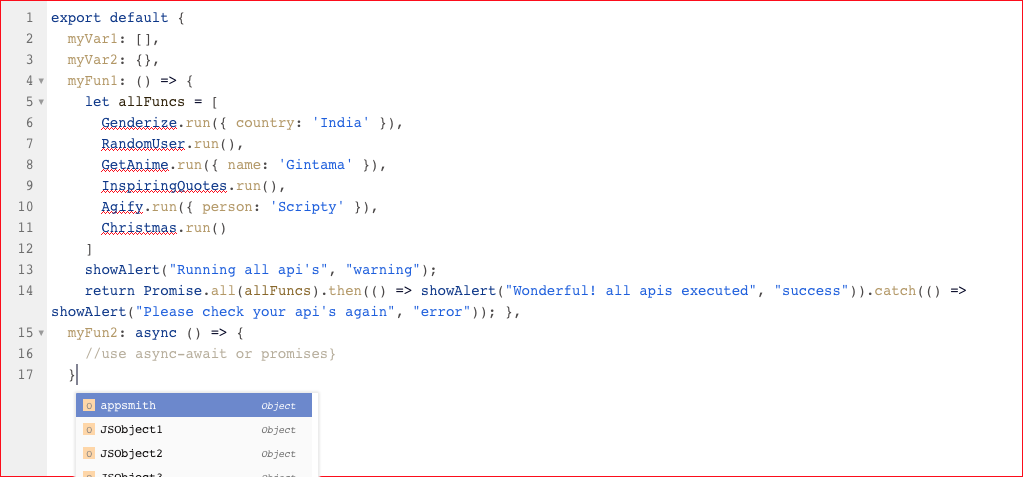 1 export default {
2 myVar1: [],
3 myVar2: {},
4 myFun1: () => {
5 let allFuncs = [
6 Genderize.run({ country: 'India' }),
7 RandomUser.run(),
8 GetAnime.run({ name: 'Gintama' }),
9 InspiringQuotes.run(),
10 Agify.run({ person: 'Scripty' }),
11 Christmas.run()
12 ]
13 showAlert("Running all api's", "warning");
14 return Promise.all(allFuncs).then(() => showAlert("Wonderful! all apis executed", "success")).catch(() =>
showAlert("Please check your api's again", "error")); },
15 myFun2: async () => {
16 //use async-await or promises}
17 }
O appsmith Object
O JSObject1 Object
O JSObject2 Object
JSObject3 Object